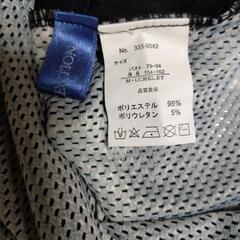 No. 333-0042
サイズ
バスト 79-94
身長 154-162
M-Lに対応しています。
品質表示
ポリエステル 95%
ポリウレタン 5%